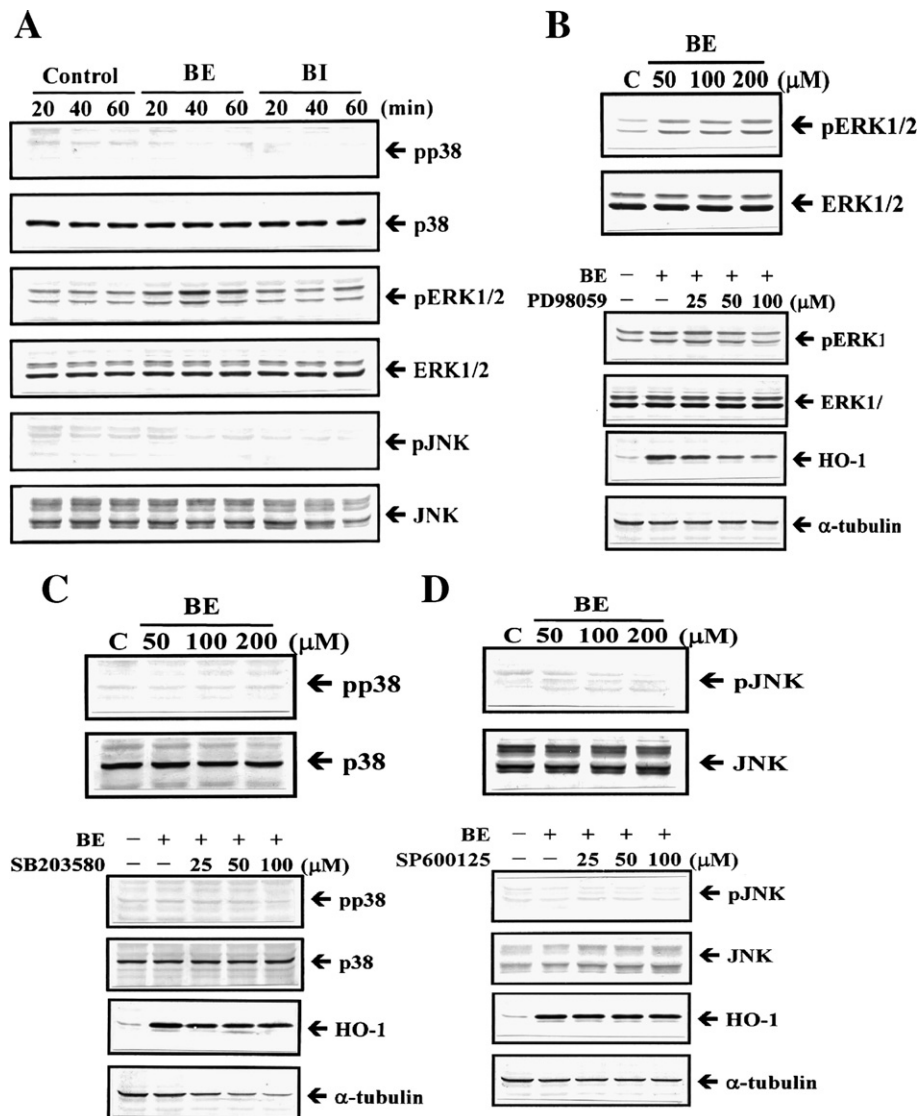 A
Control BE BI
20 40 60 20 40 60 20 40 60 (min)
← pp38
← p38
← pERK1/2
← ERK1/2
← pJNK
← JNK
B
BE
C 50 100 200 (μM)
← pERK1/2
← ERK1/2
BE − + + + +
PD98059 − − 25 50 100 (μM)
← pERK1
← ERK1/
← HO-1
← α-tubulin
C
BE
C 50 100 200 (μM)
← pp38
← p38
BE − + + + +
SB203580 − − 25 50 100 (μM)
← pp38
← p38
← HO-1
← α-tubulin
D
BE
C 50 100 200 (μM)
← pJNK
← JNK
BE − + + + +
SP600125 − − 25 50 100 (μM)
← pJNK
← JNK
← HO-1
← α-tubulin